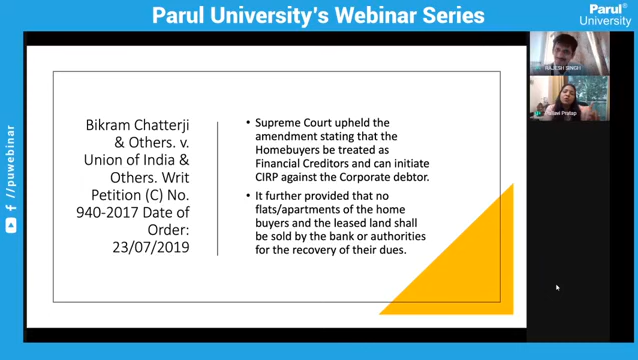 Parul University's Webinar Series
Parul®
University
f //puwebinar
Bikram Chatterji
& Others. v.
Union of India &
Others. Writ
Petition (C) No.
940-2017 Date of
Order:
23/07/2019
• Supreme Court upheld the
amendment stating that the
Homebuyers be treated as
Financial Creditors and can initiate
CIRP against the Corporate debtor.
• It further provided that no
flats/apartments of the home
buyers and the leased land shall
be sold by the bank or authorities
for the recovery of their dues.
RAJESH SINGH
Pratap